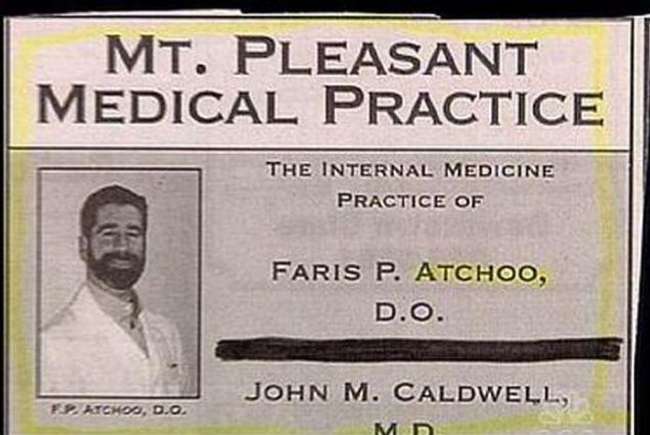 MT. PLEASANT
MEDICAL PRACTICE
THE INTERNAL MEDICINE
PRACTICE OF
FARIS P. ATCHOO,
D.O.
JOHN M. CALDWELL,
M.D.
F.P. ATCHOO, D.O.